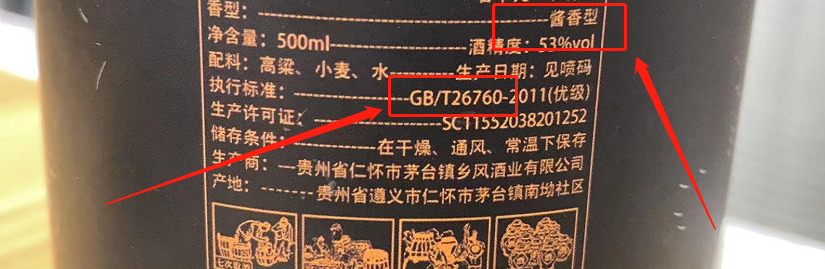 香型：酱香型
净含量：500ml 酒精度：53%vol
配料：高粱、小麦、水 生产日期：见喷码
执行标准：GB/T26760-2011(优级)
生产许可证：SC11552038201252
储存条件：在干燥、通风、常温下保存
生产商：贵州省仁怀市茅台镇乡风酒业有限公司
产地：贵州省遵义市仁怀市茅台镇南坳社区
七次取酒